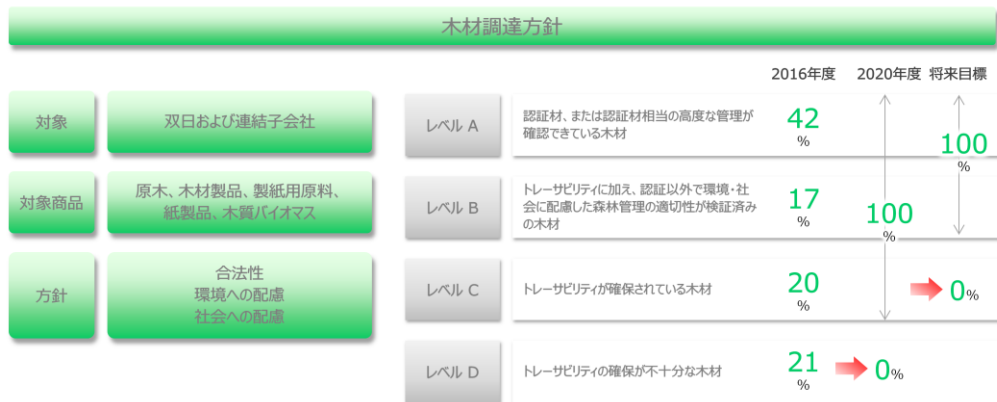 木材調達方針
2016年度 2020年度 将来目標
対象
双日および連結子会社
対象商品
原木、木材製品、製紙用原料、
紙製品、木質バイオマス
方針
合法性
環境への配慮
社会への配慮
レベル A
認証材、または認証材相当の高度な管理が
確認できている木材
42
%
100
%
レベル B
トレーサビリティに加え、認証以外で環境・社
会に配慮した森林管理の適切性が検証済み
の木材
17
%
100
%
レベル C
トレーサビリティが確保されている木材
20
%
0%
レベル D
トレーサビリティの確保が不十分な木材
21
%
0%